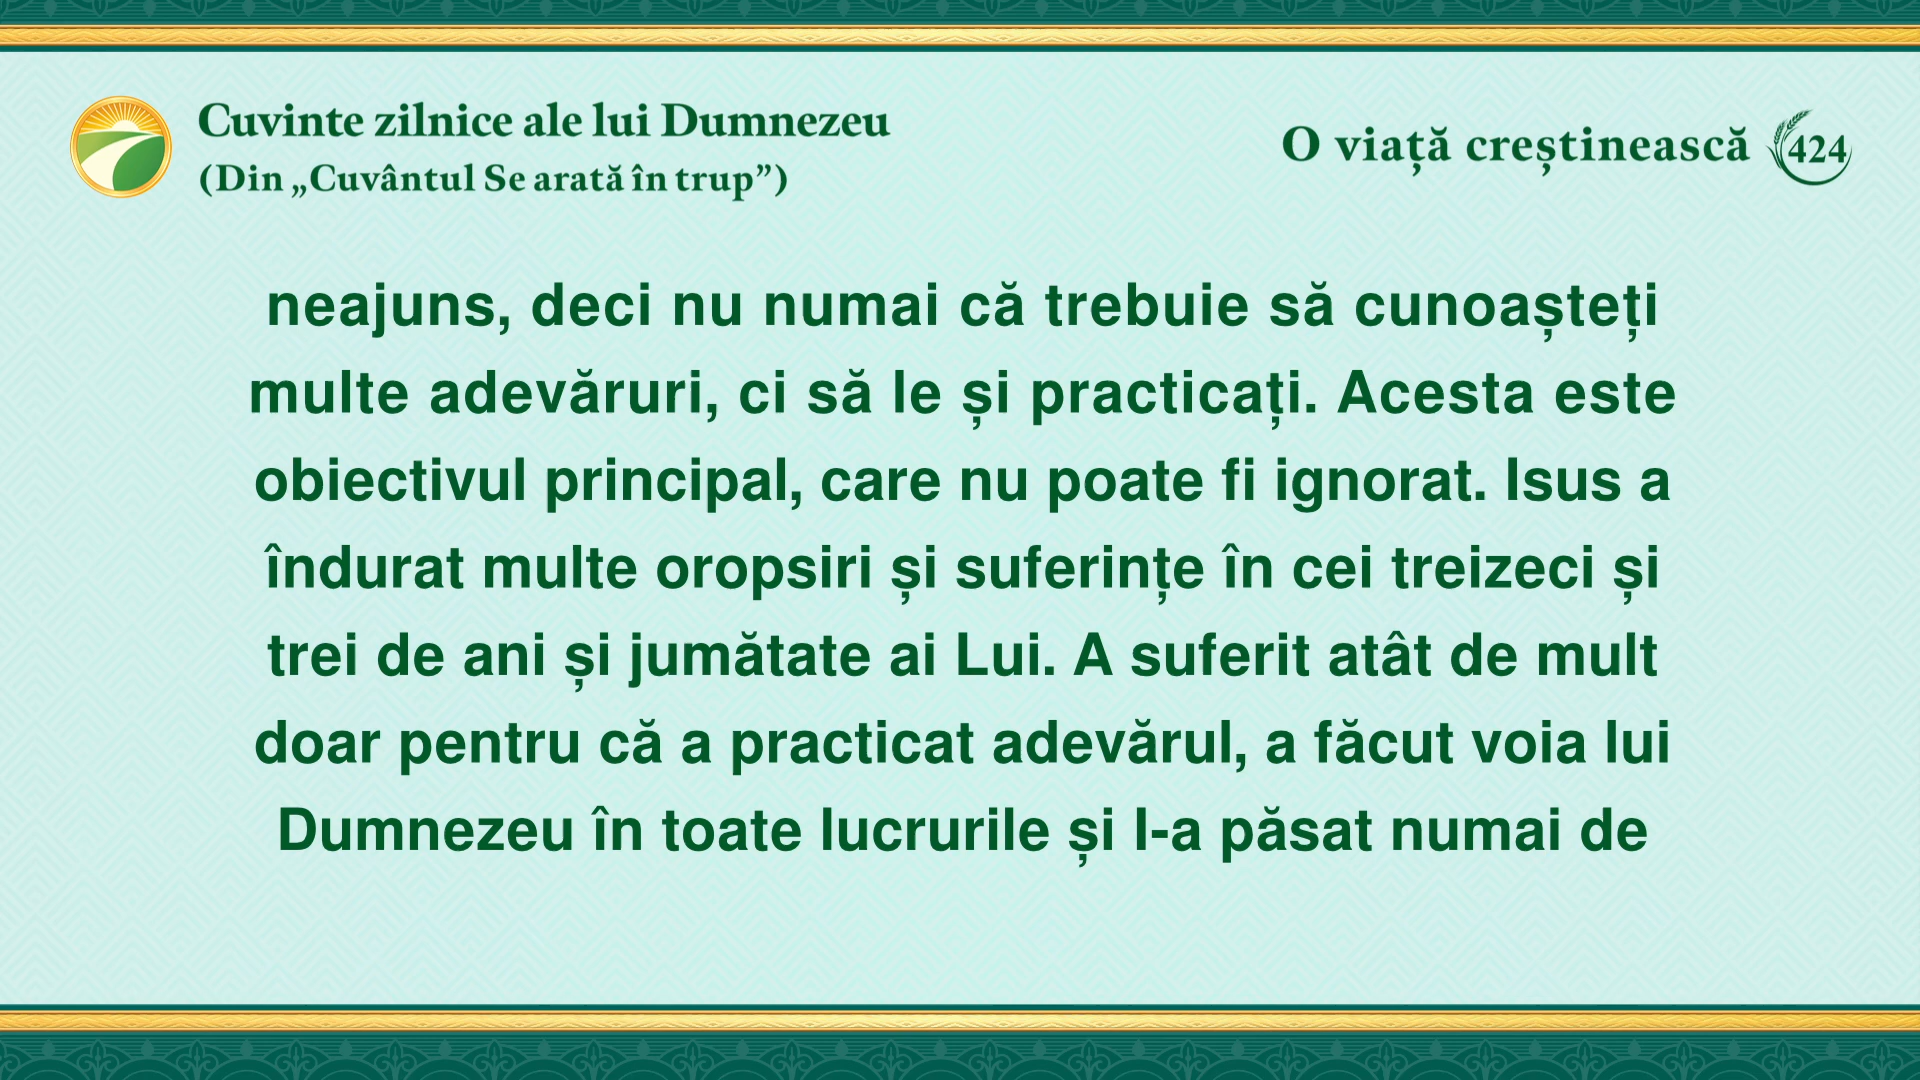 Cuvinte zilnice ale lui Dumnezeu
(Din „Cuvântul Se arată în trup”)
O viață creștinească 424
neajuns, deci nu numai că trebuie să cunoașteți
multe adevăruri, ci să le și practicați. Acesta este
obiectivul principal, care nu poate fi ignorat. Isus a
îndurat multe oropsiri și suferințe în cei treizeci și
trei de ani și jumătate ai Lui. A suferit atât de mult
doar pentru că a practicat adevărul, a făcut voia lui
Dumnezeu în toate lucrurile și I-a păsat numai de